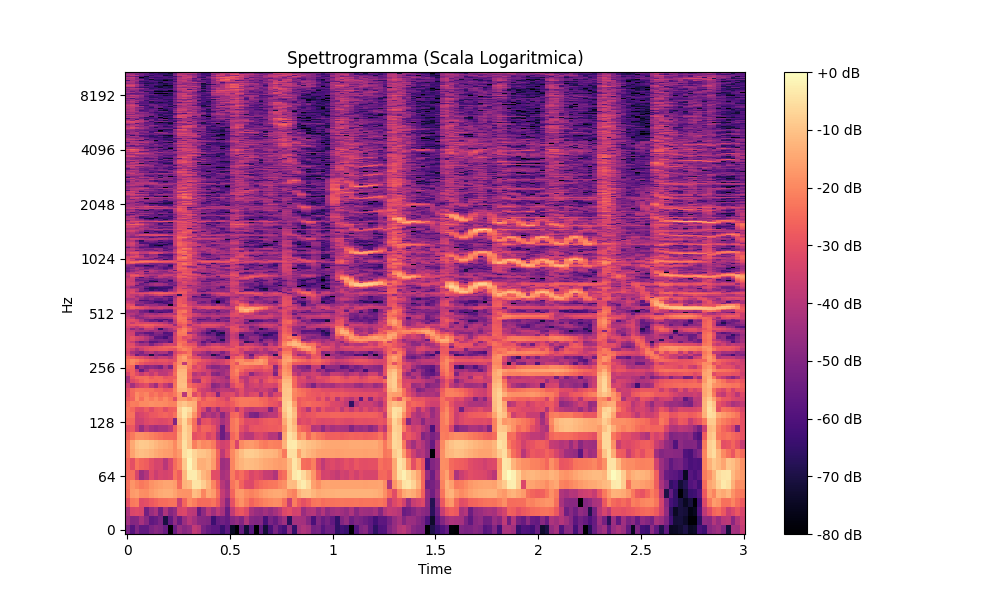 Spettrogramma (Scala Logaritmica)
Hz
8192
4096
2048
1024
512
256
128
64
0
0
0.5
1
1.5
2
2.5
3
Time
+0 dB
-10 dB
-20 dB
-30 dB
-40 dB
-50 dB
-60 dB
-70 dB
-80 dB